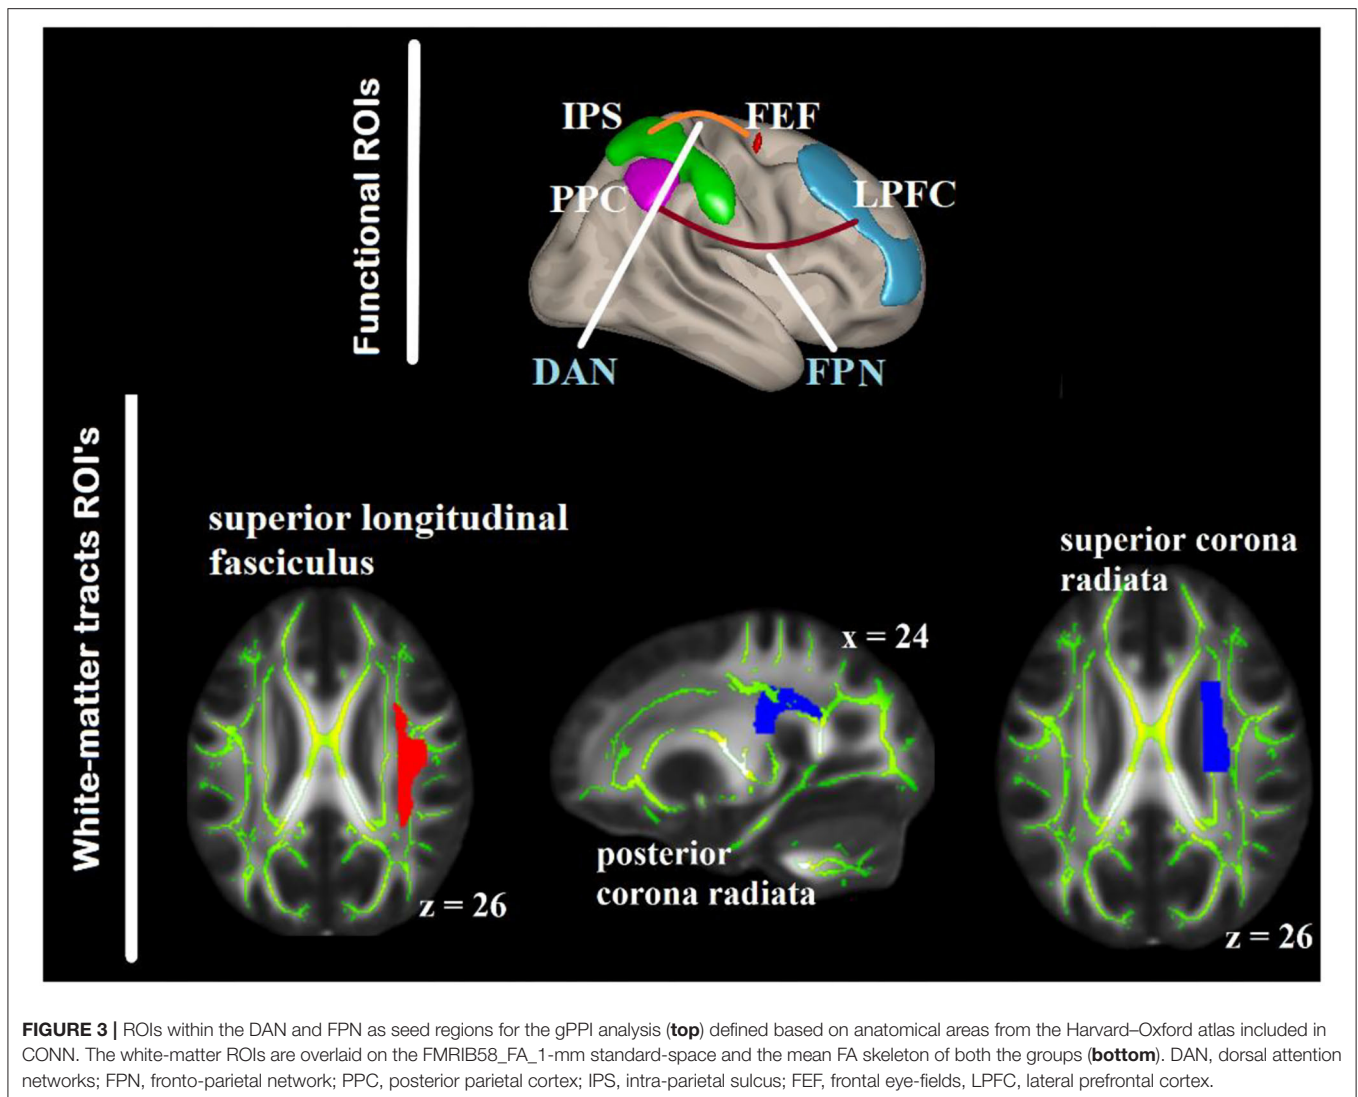 Functional ROIs
IPS
FEF
PPC
LPFC
DAN
FPN
White-matter tracts ROI's
superior longitudinal
fasciculus
z = 26
x = 24
posterior
corona radiata
superior corona
radiata
z = 26
FIGURE 3 | ROIs within the DAN and FPN as seed regions for the gPPI analysis (top) defined based on anatomical areas from the Harvard–Oxford atlas included in
CONN. The white-matter ROIs are overlaid on the FMRIB58_FA_1-mm standard-space and the mean FA skeleton of both the groups (bottom). DAN, dorsal attention
networks; FPN, fronto-parietal network; PPC, posterior parietal cortex; IPS, intra-parietal sulcus; FEF, frontal eye-fields, LPFC, lateral prefrontal cortex.